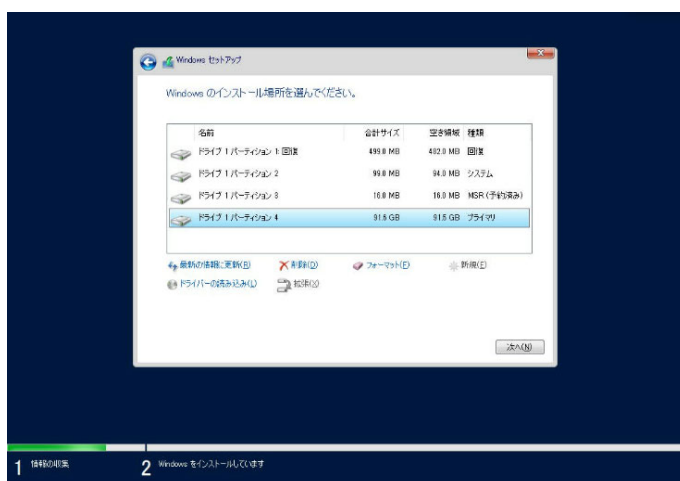 Windows セットアップ
Windows のインストール場所を選んでください。
名前 合計サイズ 空き領域 種類
ドライブ 1 パーティション 1: 回復 499.0 MB 482.0 MB 回復
ドライブ 1 パーティション 2 99.0 MB 94.0 MB システム
ドライブ 1 パーティション 3 16.0 MB 16.0 MB MSR (予約済み)
ドライブ 1 パーティション 4 91.5 GB 91.5 GB プライマリ
最新の情報に更新(R) 削除(D) フォーマット(F) 新規(E)
ドライバーの読み込み(L) 拡張(X)
次へ(N)
1 情報の収集 2 Windows をインストールしています